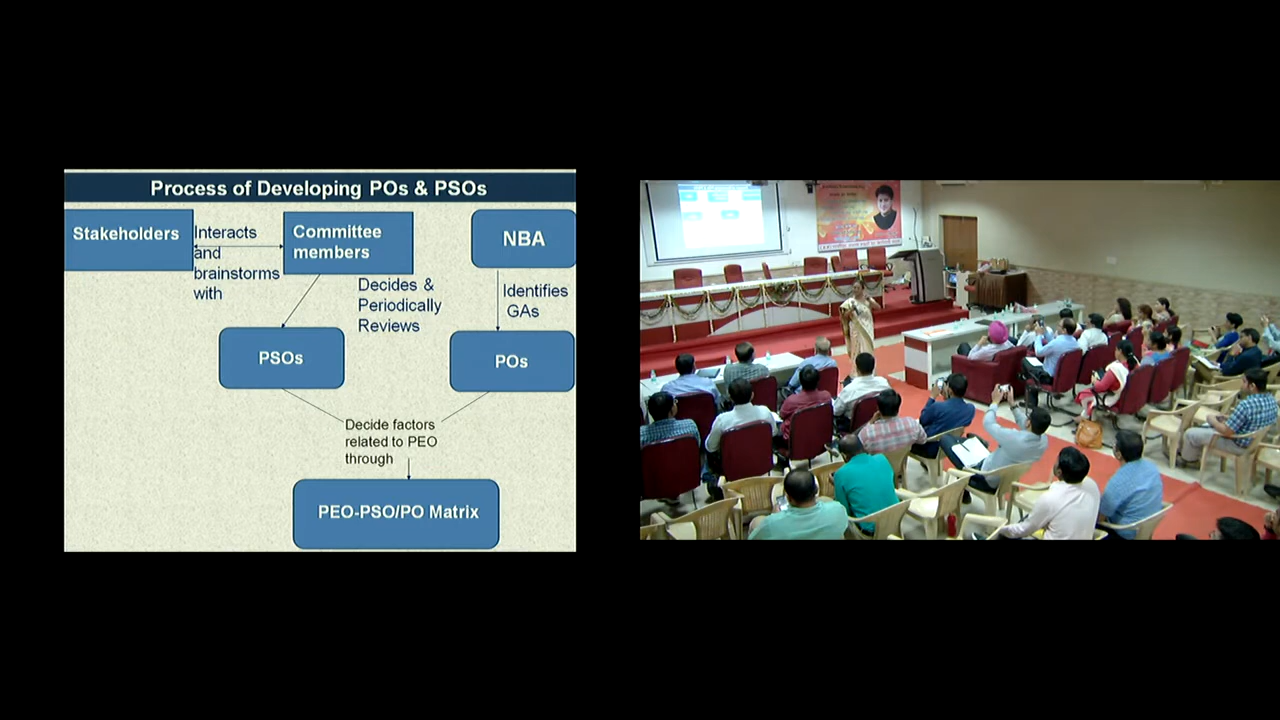 Process of Developing POs & PSOs
Stakeholders
Interacts
and
brainstorms
with
Committee
members
NBA
Decides &
Periodically
Reviews
Identifies
GAs
PSOs
POs
Decide factors
related to PEO
through
PEO-PSO/PO Matrix